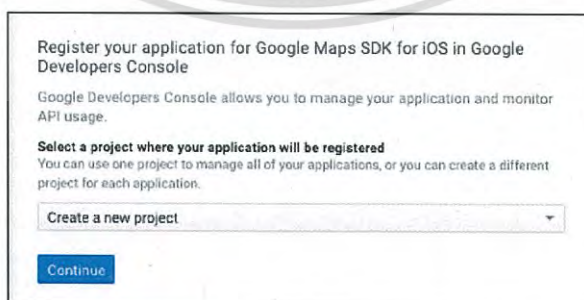 Register your application for Google Maps SDK for iOS in Google
Developers Console
Google Developers Console allows you to manage your application and monitor
API usage.
Select a project where your application will be registered
You can use one project to manage all of your applications, or you can create a different
project for each application.
Create a new project
Continue